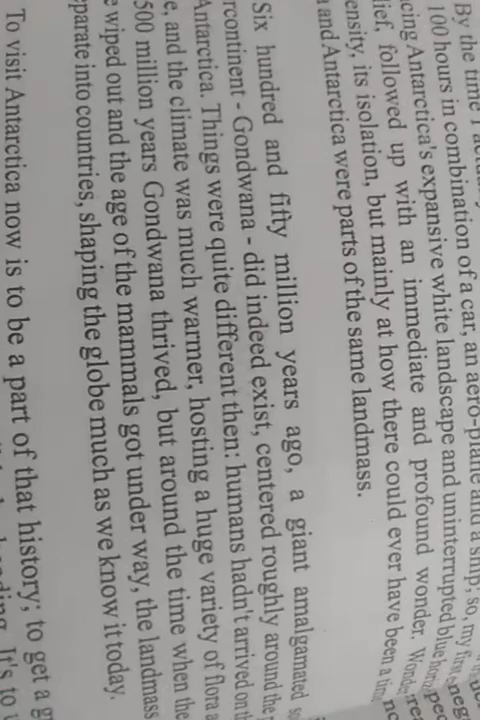 By the time I
100 hours in combination of a car, an aero-plane and a ship; so, my first
cing Antarctica's expansive white landscape and uninterrupted blue
lief, followed up with an immediate and profound wonder.
ensity, its isolation, but mainly at how there could ever have been a
and Antarctica were parts of the same landmass.
Six hundred and fifty million years ago, a giant amalgamated
rcontinent - Gondwana - did indeed exist, centered roughly around the
Antarctica. Things were quite different then: humans hadn't arrived on
e, and the climate was much warmer, hosting a huge variety of flora
500 million years Gondwana thrived, but around the time when the
e wiped out and the age of the mammals got under way, the landmass
eparate into countries, shaping the globe much as we know it today.
To visit Antarctica now is to be a part of that history; to get a
It's to